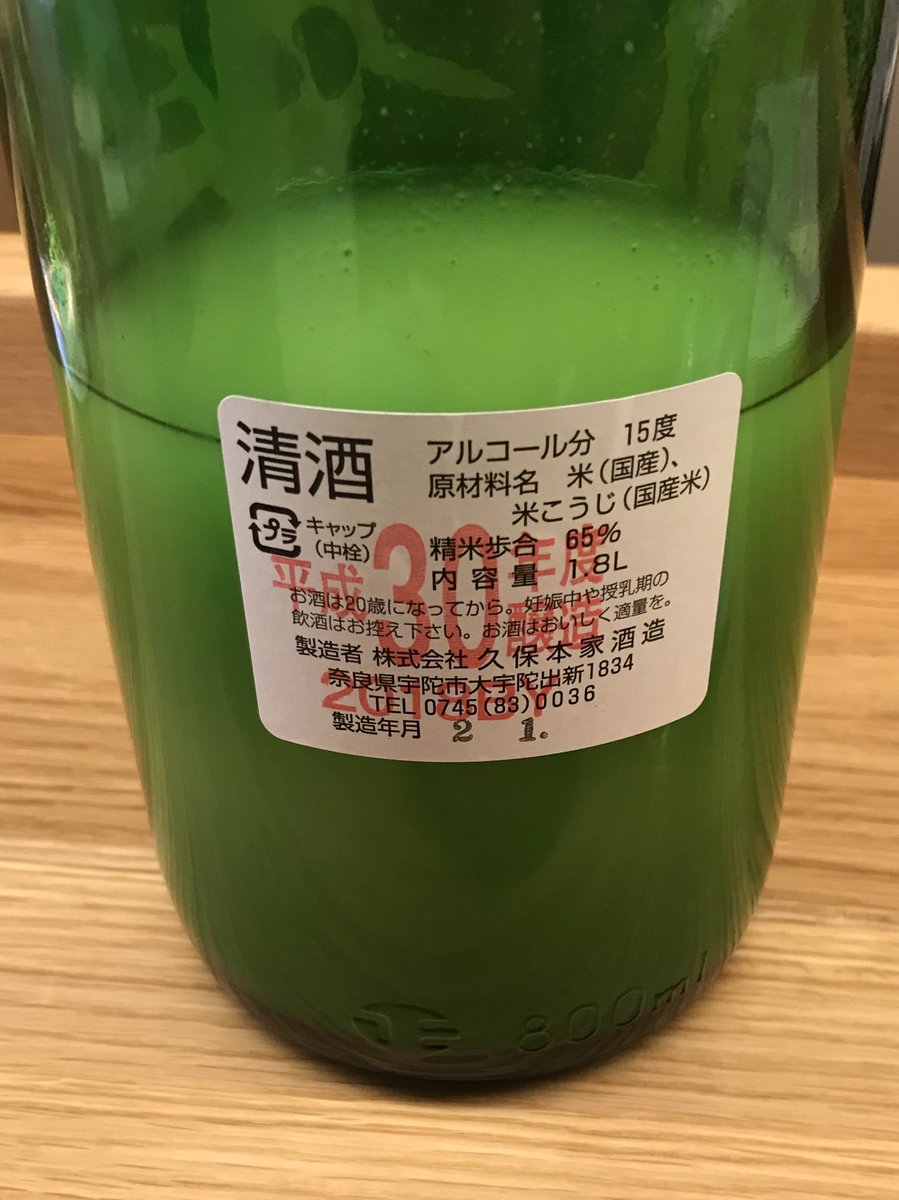 清酒
プラ
キャップ
(中栓)
アルコール分 15度
原材料名 米(国産)、
米こうじ(国産米)
精米歩合 65%
内容量 1.8L
平成30年度
醸造
お酒は20歳になってから。妊娠中や授乳期の
飲酒はお控え下さい。お酒はおいしく適量を。
製造者 株式会社 久保本家酒造
奈良県宇陀市大宇陀出新1834
TEL 0745(83)0036
2019BY
製造年月 2 1.
正 1.800ml